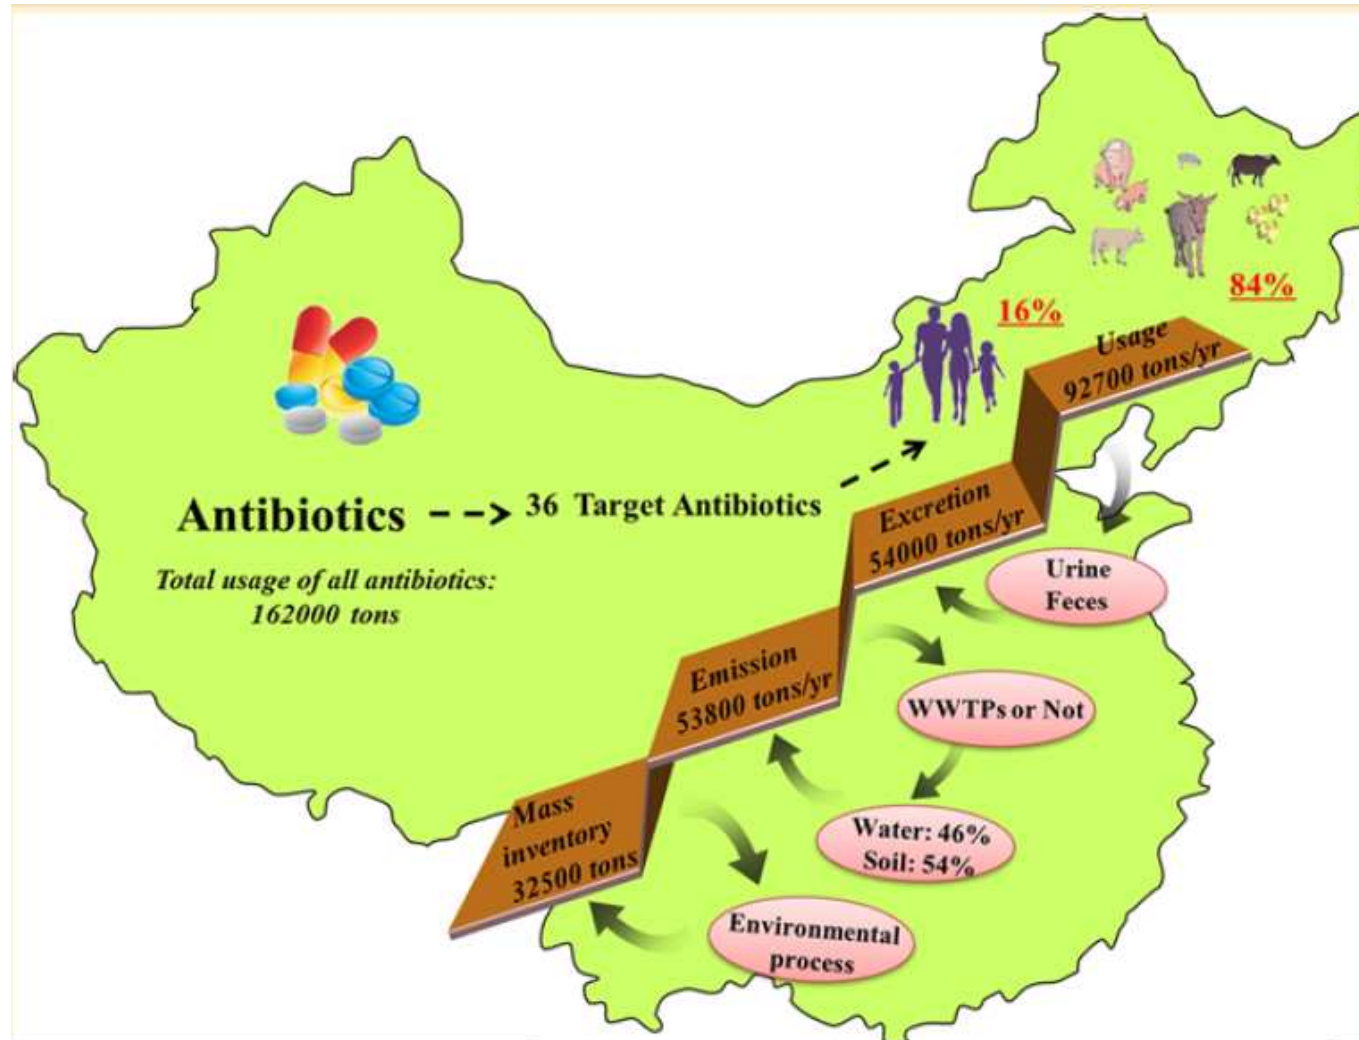 84%
16%
Usage
92700 tons/yr
Antibiotics
36 Target Antibiotics
Total usage of all antibiotics:
162000 tons
Excretion
54000 tons/yr
Urine
Feces
Emission
53800 tons/yr
WWTPs or Not
Water: 46%
Soil: 54%
Mass
inventory
32500 tons
Environmental
process